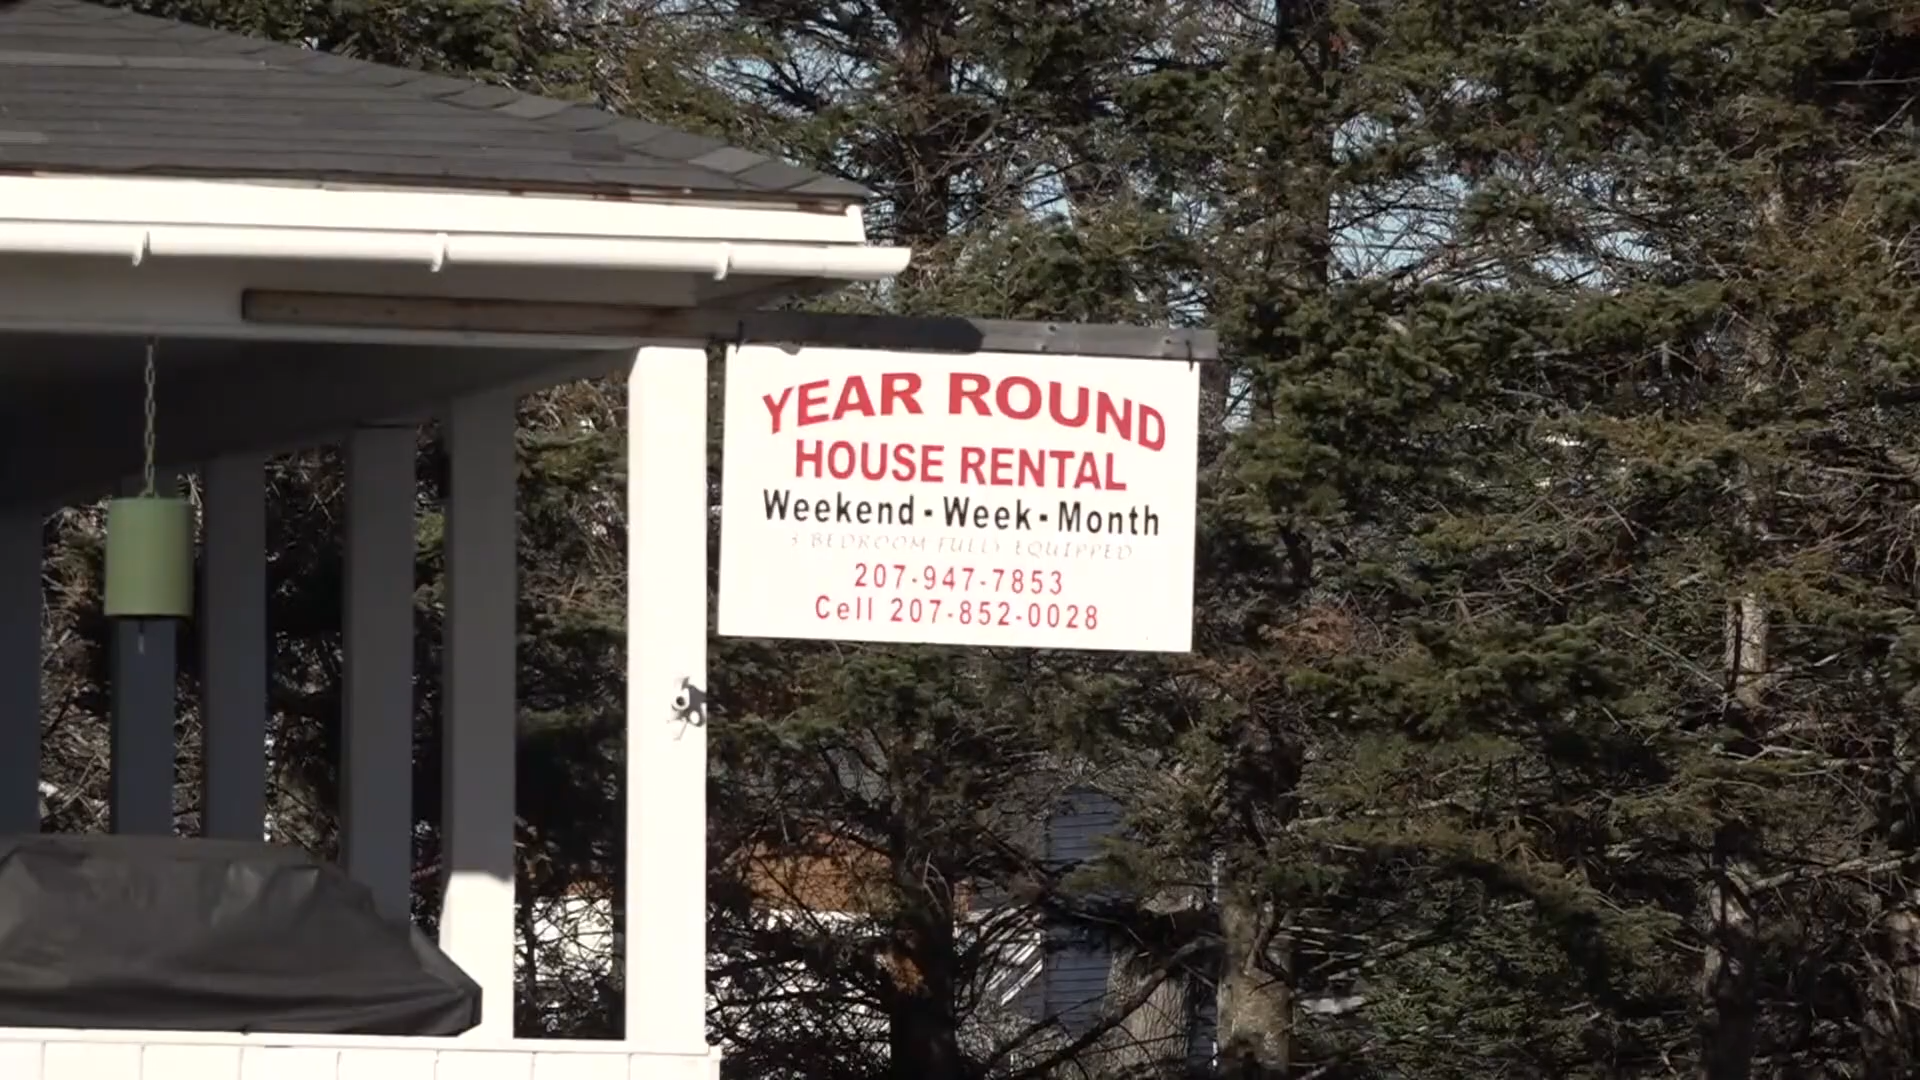 YEAR ROUND
HOUSE RENTAL
Weekend - Week - Month
3 BEDROOM FULLY EQUIPPED
207-947-7853
Cell 207-852-0028